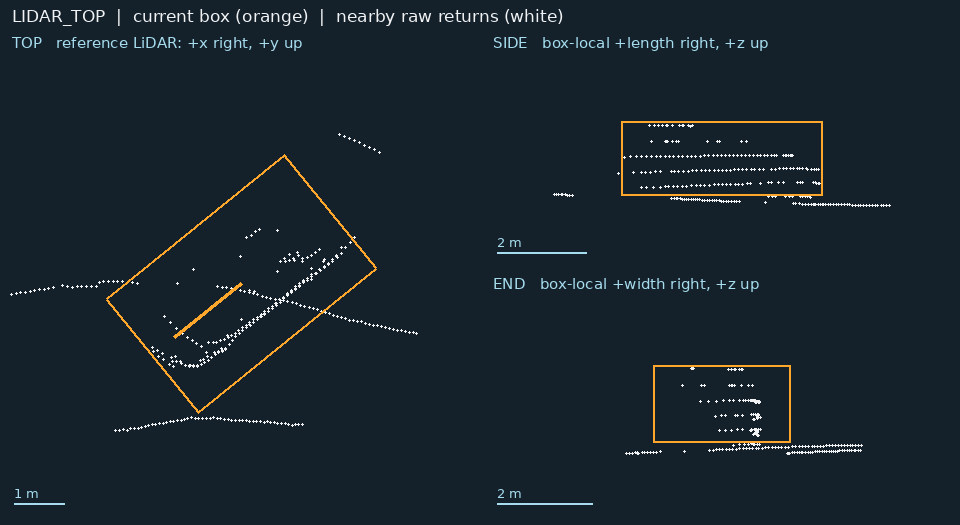 LIDAR_TOP | current box (orange) | nearby raw returns (white)
TOP reference LiDAR: +x right, +y up
SIDE box-local +length right, +z up
2 m
END box-local +width right, +z up
1 m
2 m